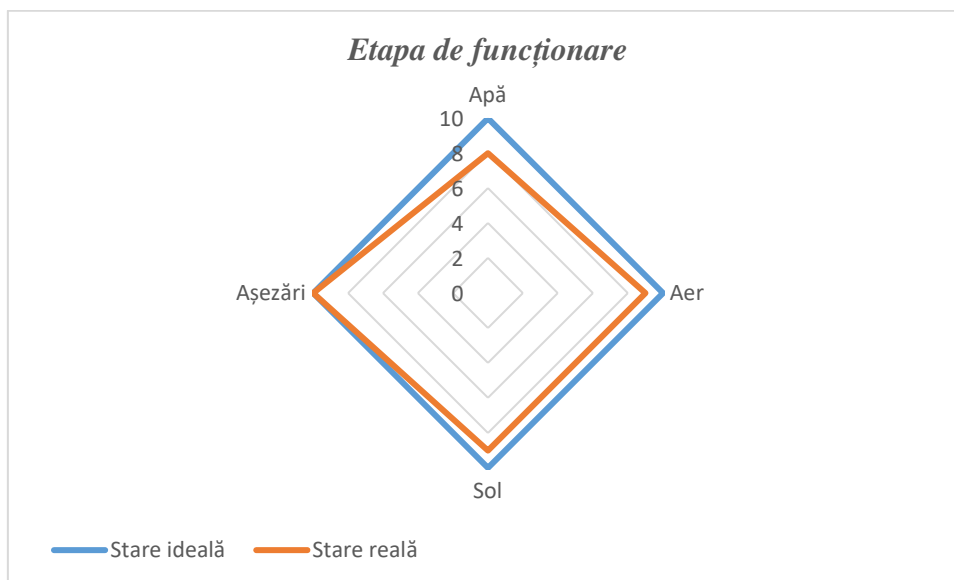 Etapa de funcționare
Apă
10
8
6
4
2
0
Așezări
Aer
Sol
Stare ideală
Stare reală